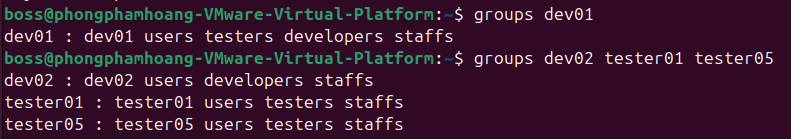 boss@phongphamhoang-VMware-Virtual-Platform:~$ groups dev01
dev01 : dev01 users testers developers staffs
boss@phongphamhoang-VMware-Virtual-Platform:~$ groups dev02 tester01 tester05
dev02 : dev02 users developers staffs
tester01 : tester01 users testers staffs
tester05 : tester05 users testers staffs